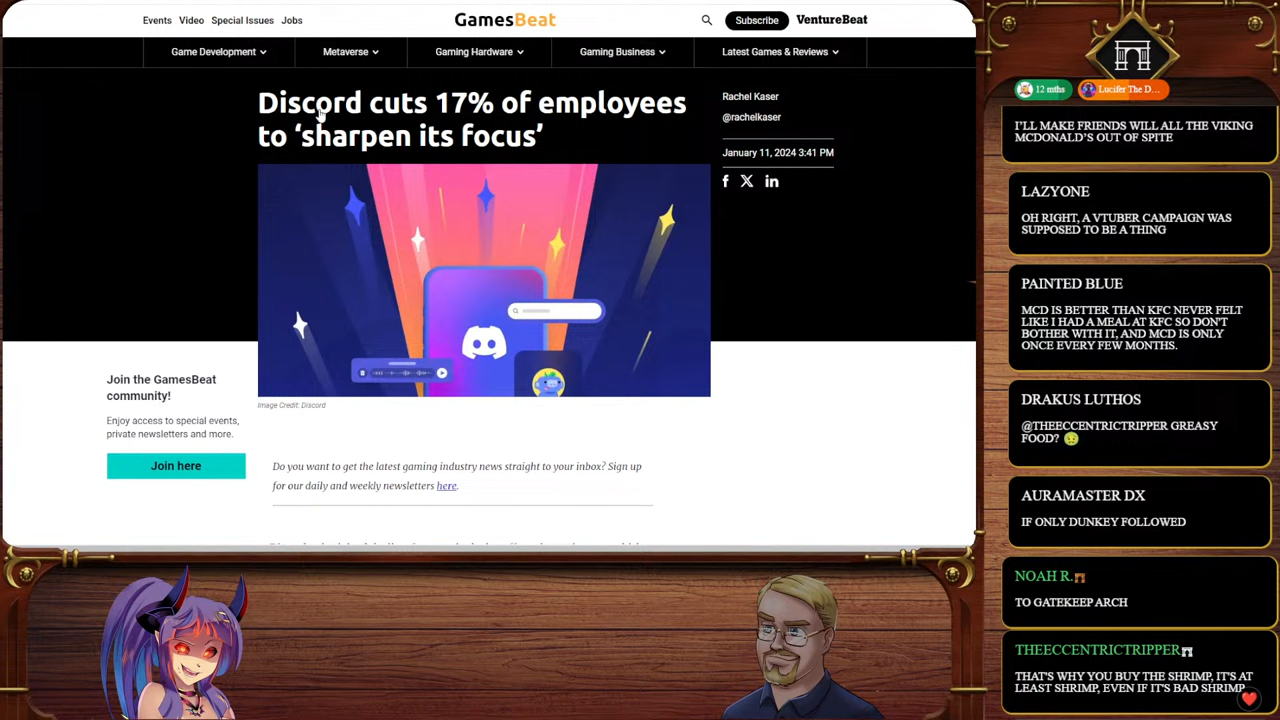 Events Video Special Issues Jobs
GamesBeat
Subscribe
VentureBeat
Game Development
Metaverse
Gaming Hardware
Gaming Business
Latest Games & Reviews
Discord cuts 17% of employees
to ‘sharpen its focus’
Rachel Kaser
@rachelkaser
January 11, 2024 3:41 PM
Image Credit: Discord
Join the GamesBeat
community!
Enjoy access to special events,
private newsletters and more.
Join here
Do you want to get the latest gaming industry news straight to your inbox? Sign up
for our daily and weekly newsletters here.
12 mths
Lucifer The D...
I'LL MAKE FRIENDS WILL ALL THE VIKING
MCDONALD'S OUT OF SPITE
LAZYONE
OH RIGHT, A VTUBER CAMPAIGN WAS
SUPPOSED TO BE A THING
PAINTED BLUE
MCD IS BETTER THAN KFC NEVER FELT
LIKE I HAD A MEAL AT KFC SO DON'T
BOTHER WITH IT, AND MCD IS ONLY
ONCE EVERY FEW MONTHS.
DRAKUS LUTHOS
@THEECCENTRICTRIPPER GREASY
FOOD?
AURAMASTER DX
IF ONLY DUNKEY FOLLOWED
NOAH R.
TO GATEKEEP ARCH
THEECCENTRICTRIPPER
THAT'S WHY YOU BUY THE SHRIMP, IT'S AT
LEAST SHRIMP, EVEN IF IT'S BAD SHRIMP